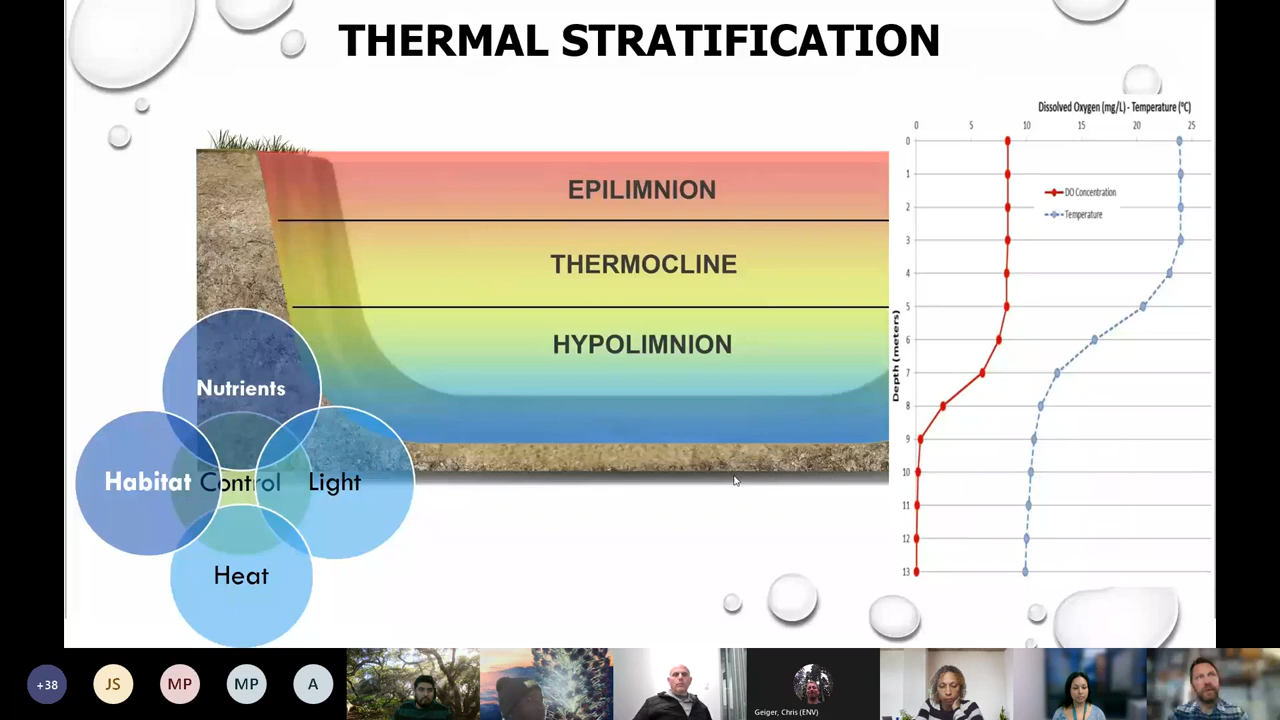 THERMAL STRATIFICATION
EPILIMNION
THERMOCLINE
HYPOLIMNION
Nutrients
Habitat
Control
Light
Heat
Dissolved Oxygen (mg/L) - Temperature (°C)
0 5 10 15 20 25
DO Concentration
Temperature
Depth (meters)
0
1
2
3
4
5
6
7
8
9
10
11
12
13
+38
JS
MP
MP
A
Geiger, Chris (ENV)